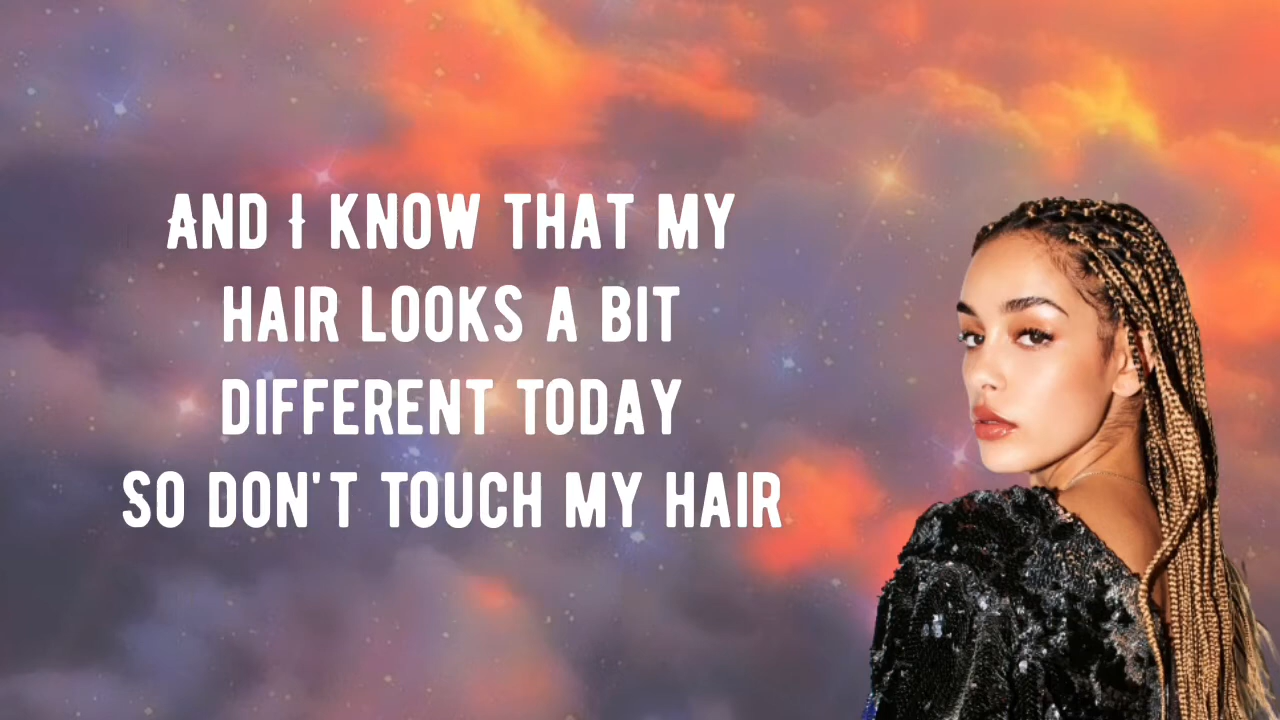 AND I KNOW THAT MY
HAIR LOOKS A BIT
DIFFERENT TODAY
SO DON'T TOUCH MY HAIR